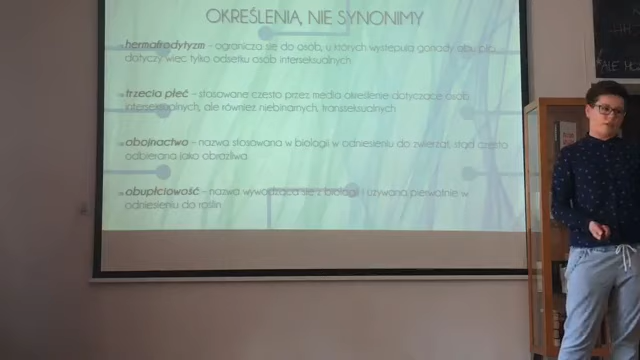 OKREŚLENIA, NIE SYNONIMY
hermafrodytyzm – ogranicza się do osób, u których występują gonady obu płci
dotyczy więc tylko odsetku osób interseksualnych
trzecia płeć – stosowane często przez media określenie dotyczące osób
interseksualnych, ale również niebinarnych, transseksualnych
obojnactwo – nazwa stosowana w biologii w odniesieniu do zwierząt, stąd często
odbierana jako obraźliwa
obupłciowość – nazwa wywodząca się z biologii i używana pierwotnie w
odniesieniu do roślin
ALE MO